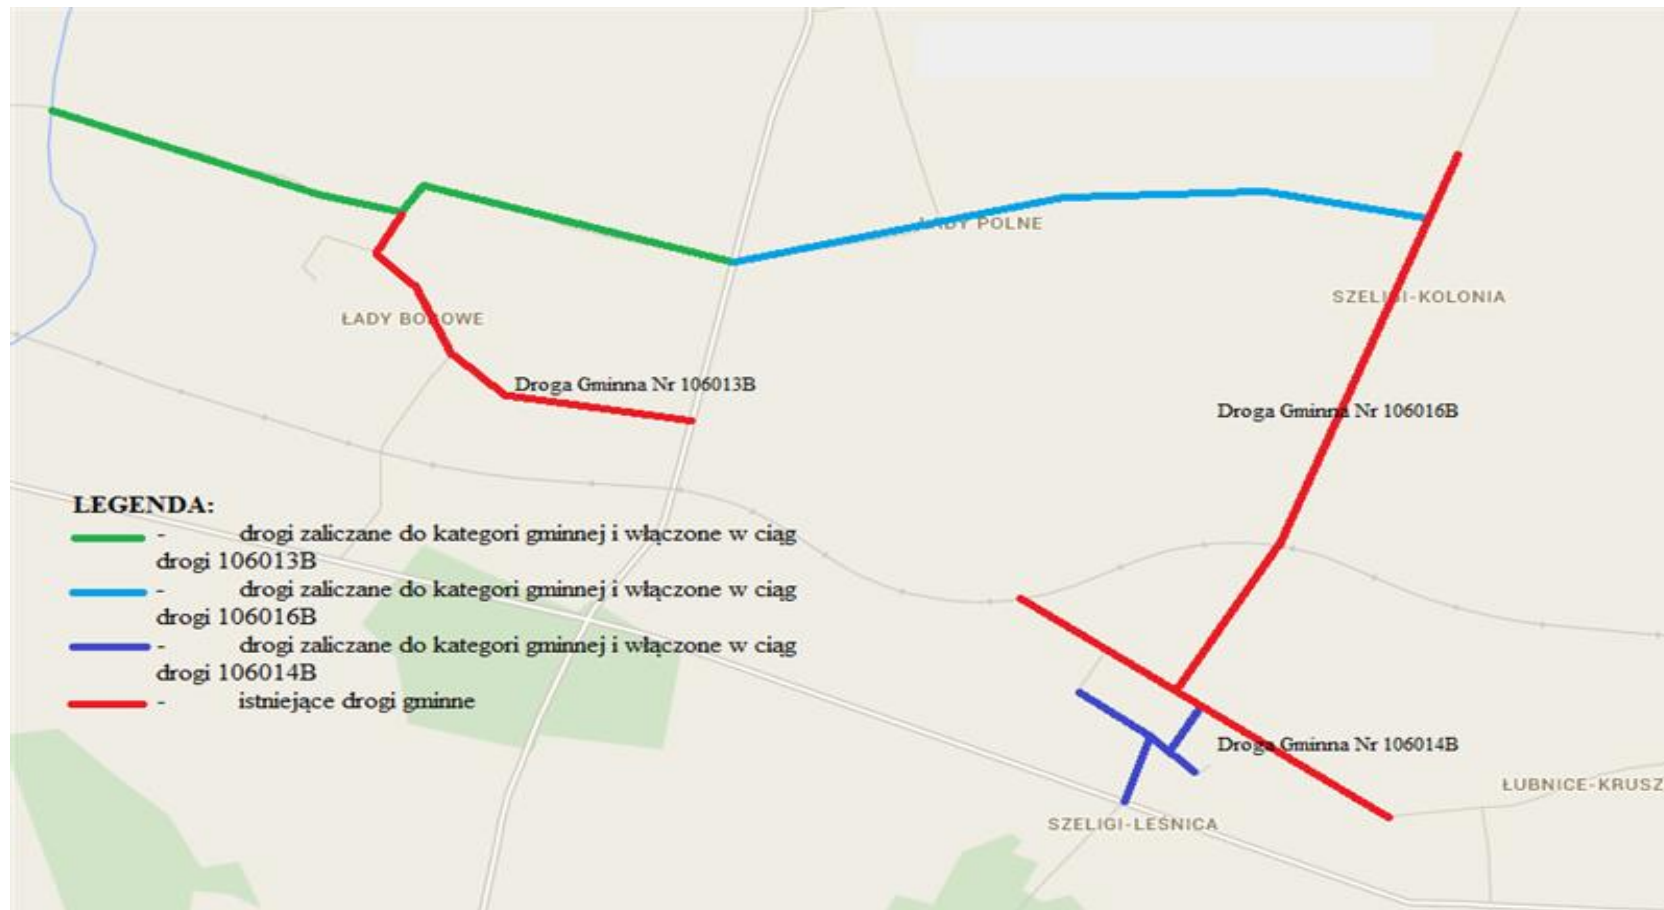 ŁADY POLNE
SZELIGI-KOLONIA
ŁADY BOROWE
Droga Gminna Nr 106013B
Droga Gminna Nr 106016B
LEGENDA:
- drogi zaliczane do kategori gminnej i włączone w ciąg
drogi 106013B
- drogi zaliczane do kategori gminnej i włączone w ciąg
drogi 106016B
- drogi zaliczane do kategori gminnej i włączone w ciąg
drogi 106014B
- istniejące drogi gminne
Droga Gminna Nr 106014B
ŁUBNICE-KRUSZ
SZELIGI-LEŚNICA